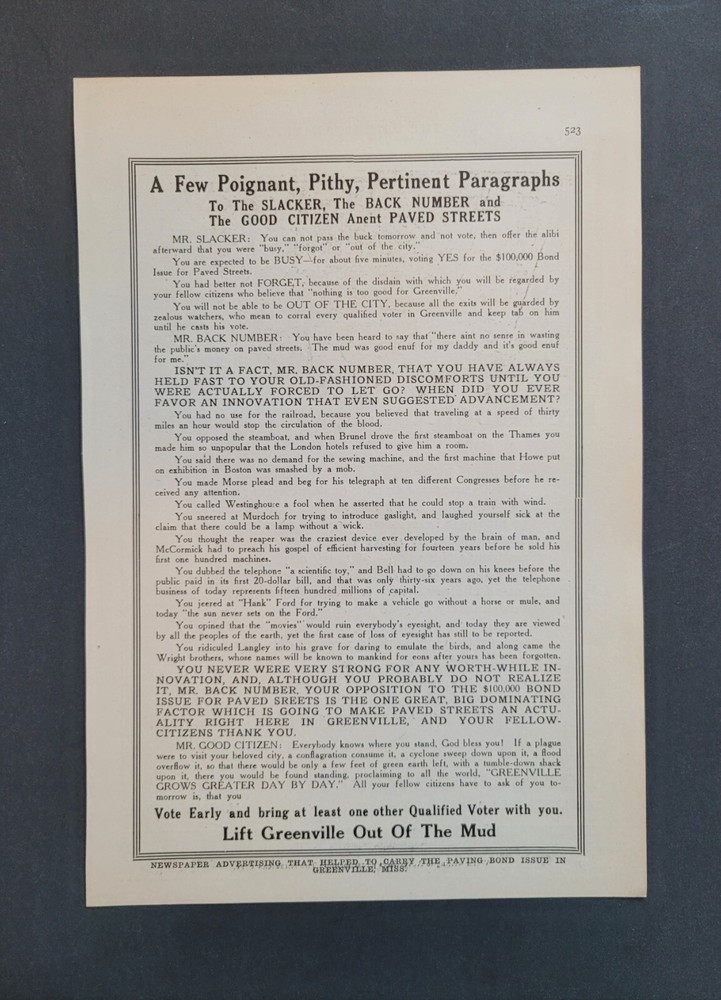 523
A Few Poignant, Pithy, Pertinent Paragraphs
To The SLACKER, The BACK NUMBER and
The GOOD CITIZEN Anent PAVED STREETS
MR. SLACKER: You can not pass the buck tomorrow and not vote, then offer the alibi
afterward that you were "busy," "forgot" or "out of the city."
You are expected to be BUSY—for about five minutes, voting YES for the $100,000 Bond
Issue for Paved Streets.
You had better not FORGET, because of the disdain with which you will be regarded by
your fellow citizens who believe that "nothing is too good for Greenville."
You will not be able to be OUT OF THE CITY, because all the exits will be guarded by
zealous watchers, who mean to corral every qualified voter in Greenville and keep tab on him
until he casts his vote.
MR. BACK NUMBER: You have been heard to say that "there aint no sense in wasting
the public's money on paved streets. The mud was good enuf for my daddy and it's good enuf
for me."
ISN'T IT A FACT, MR. BACK NUMBER, THAT YOU HAVE ALWAYS
HELD FAST TO YOUR OLD-FASHIONED DISCOMFORTS UNTIL YOU
WERE ACTUALLY FORCED TO LET GO? WHEN DID YOU EVER
FAVOR AN INNOVATION THAT EVEN SUGGESTED ADVANCEMENT?
You had no use for the railroad, because you believed that traveling at a speed of thirty
miles an hour would stop the circulation of the blood.
You opposed the steamboat, and when Brunel drove the first steamboat on the Thames you
made him so unpopular that the London hotels refused to give him a room.
You said there was no demand for the sewing machine, and the first machine that Howe put
on exhibition in Boston was smashed by a mob.
You made Morse plead and beg for his telegraph at ten different Congresses before he re-
ceived any attention.
You called Westinghouse a fool when he asserted that he could stop a train with wind.
You sneered at Murdoch for trying to introduce gaslight, and laughed yourself sick at the
claim that there could be a lamp without a wick.
You thought the reaper was the craziest device ever developed by the brain of man, and
McCormick had to preach his gospel of efficient harvesting for fourteen years before he sold his
first one hundred machines.
You dubbed the telephone "a scientific toy," and Bell had to go down on his knees before the
public paid in its first 20-dollar bill, and that was only thirty-six years ago, yet the telephone
business of today represents fifteen hundred millions of capital.
You jeered at "Hank" Ford for trying to make a vehicle go without a horse or mule, and
today "the sun never sets on the Ford."
You opined that the "movies" would ruin everybody's eyesight, and today they are viewed
by all the peoples of the earth, yet the first case of loss of eyesight has still to be reported.
You ridiculed Langley into his grave for daring to emulate the birds, and along came the
Wright brothers, whose names will be known to mankind for eons after yours has been forgotten.
YOU NEVER WERE VERY STRONG FOR ANY WORTH-WHILE IN-
NOVATION, AND, ALTHOUGH YOU PROBABLY DO NOT REALIZE
IT, MR. BACK NUMBER, YOUR OPPOSITION TO THE $100,000 BOND
ISSUE FOR PAVED SREETS IS THE ONE GREAT, BIG DOMINATING
FACTOR WHICH IS GOING TO MAKE PAVED STREETS AN ACTU-
ALITY RIGHT HERE IN GREENVILLE, AND YOUR FELLOW-
CITIZENS THANK YOU.
MR. GOOD CITIZEN: Everybody knows where you stand, God bless you! If a plague
were to visit your beloved city, a conflagration consume it, a cyclone sweep down upon it, a flood
overflow it, so that there would be only a few feet of green earth left, with a tumble-down shack
upon it, there you would be found standing, proclaiming to all the world, "GREENVILLE
GROWS GREATER DAY BY DAY." All your fellow citizens have to ask of you to-
morrow is, that you
Vote Early and bring at least one other Qualified Voter with you.
Lift Greenville Out Of The Mud
NEWSPAPER ADVERTISING THAT HELPED TO CARRY THE PAVING BOND ISSUE IN
GREENVILLE, MISS.